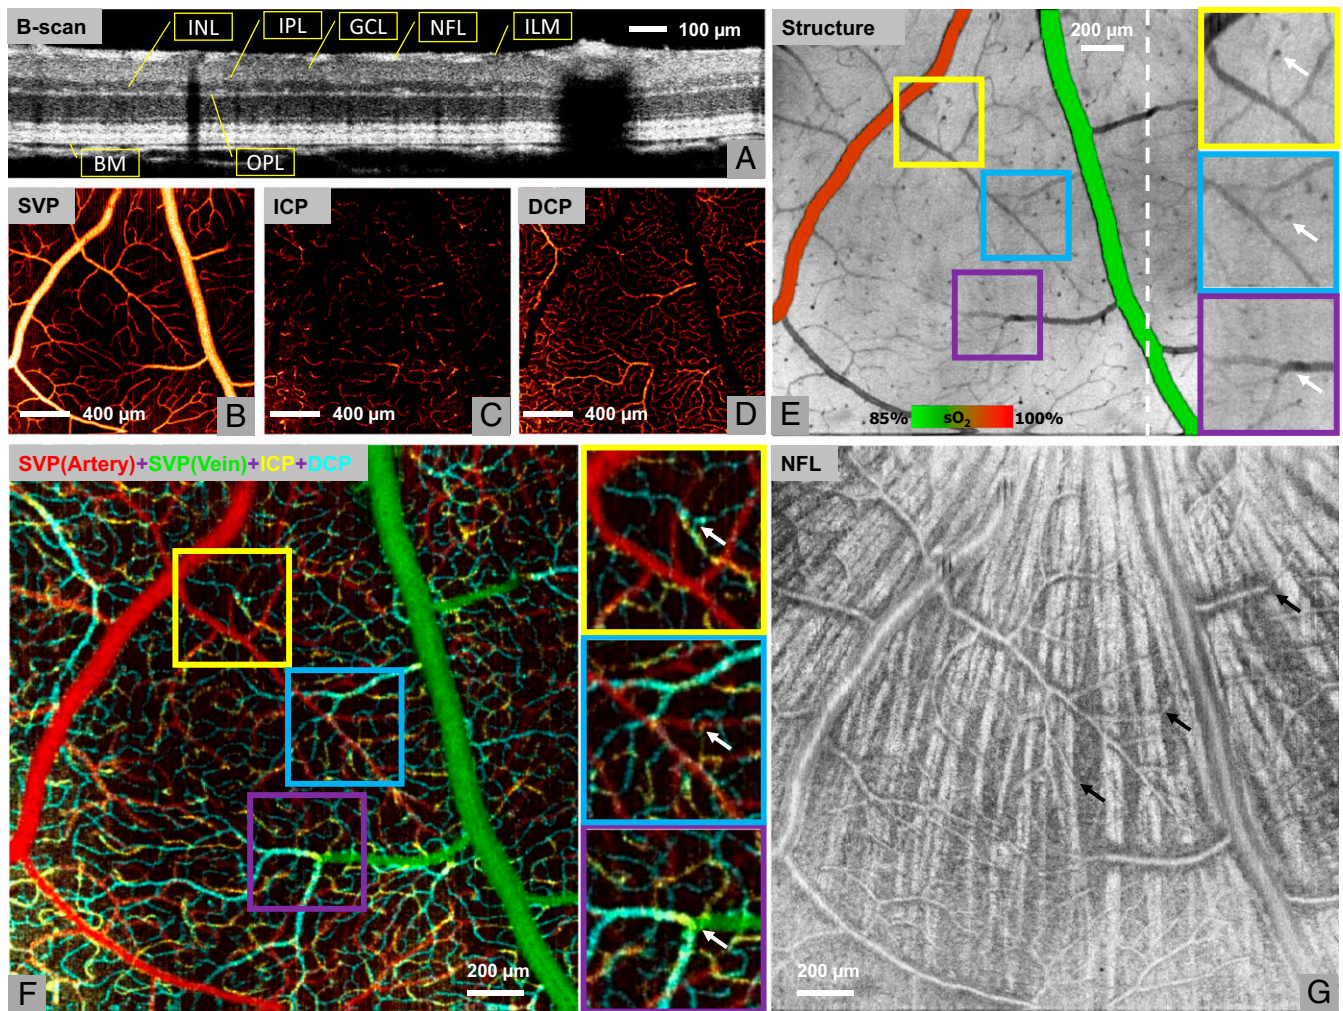 B-scan
INL
IPL
GCL
NFL
ILM
100 µm
BM
OPL
A
SVP
400 µm
B
ICP
400 µm
C
DCP
400 µm
D
Structure
200 µm
85% sO2 100%
E
SVP(Artery)+SVP(Vein)+ICP+DCP
200 µm
F
NFL
200 µm
G